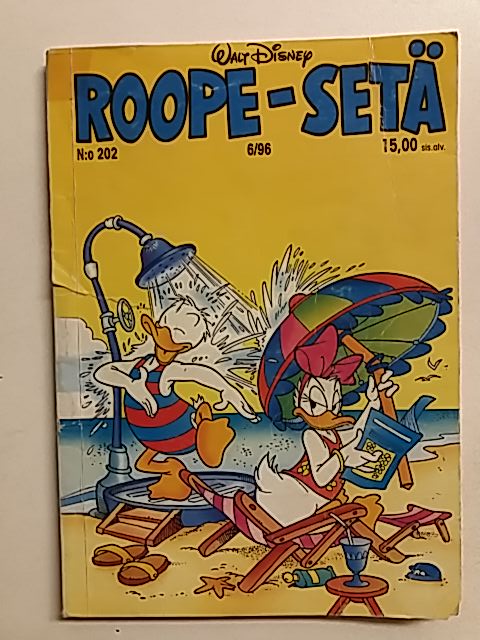 WALT DISNEY
ROOPE-SETÄ
N:o 202 6/96 15,00 sis.alv.